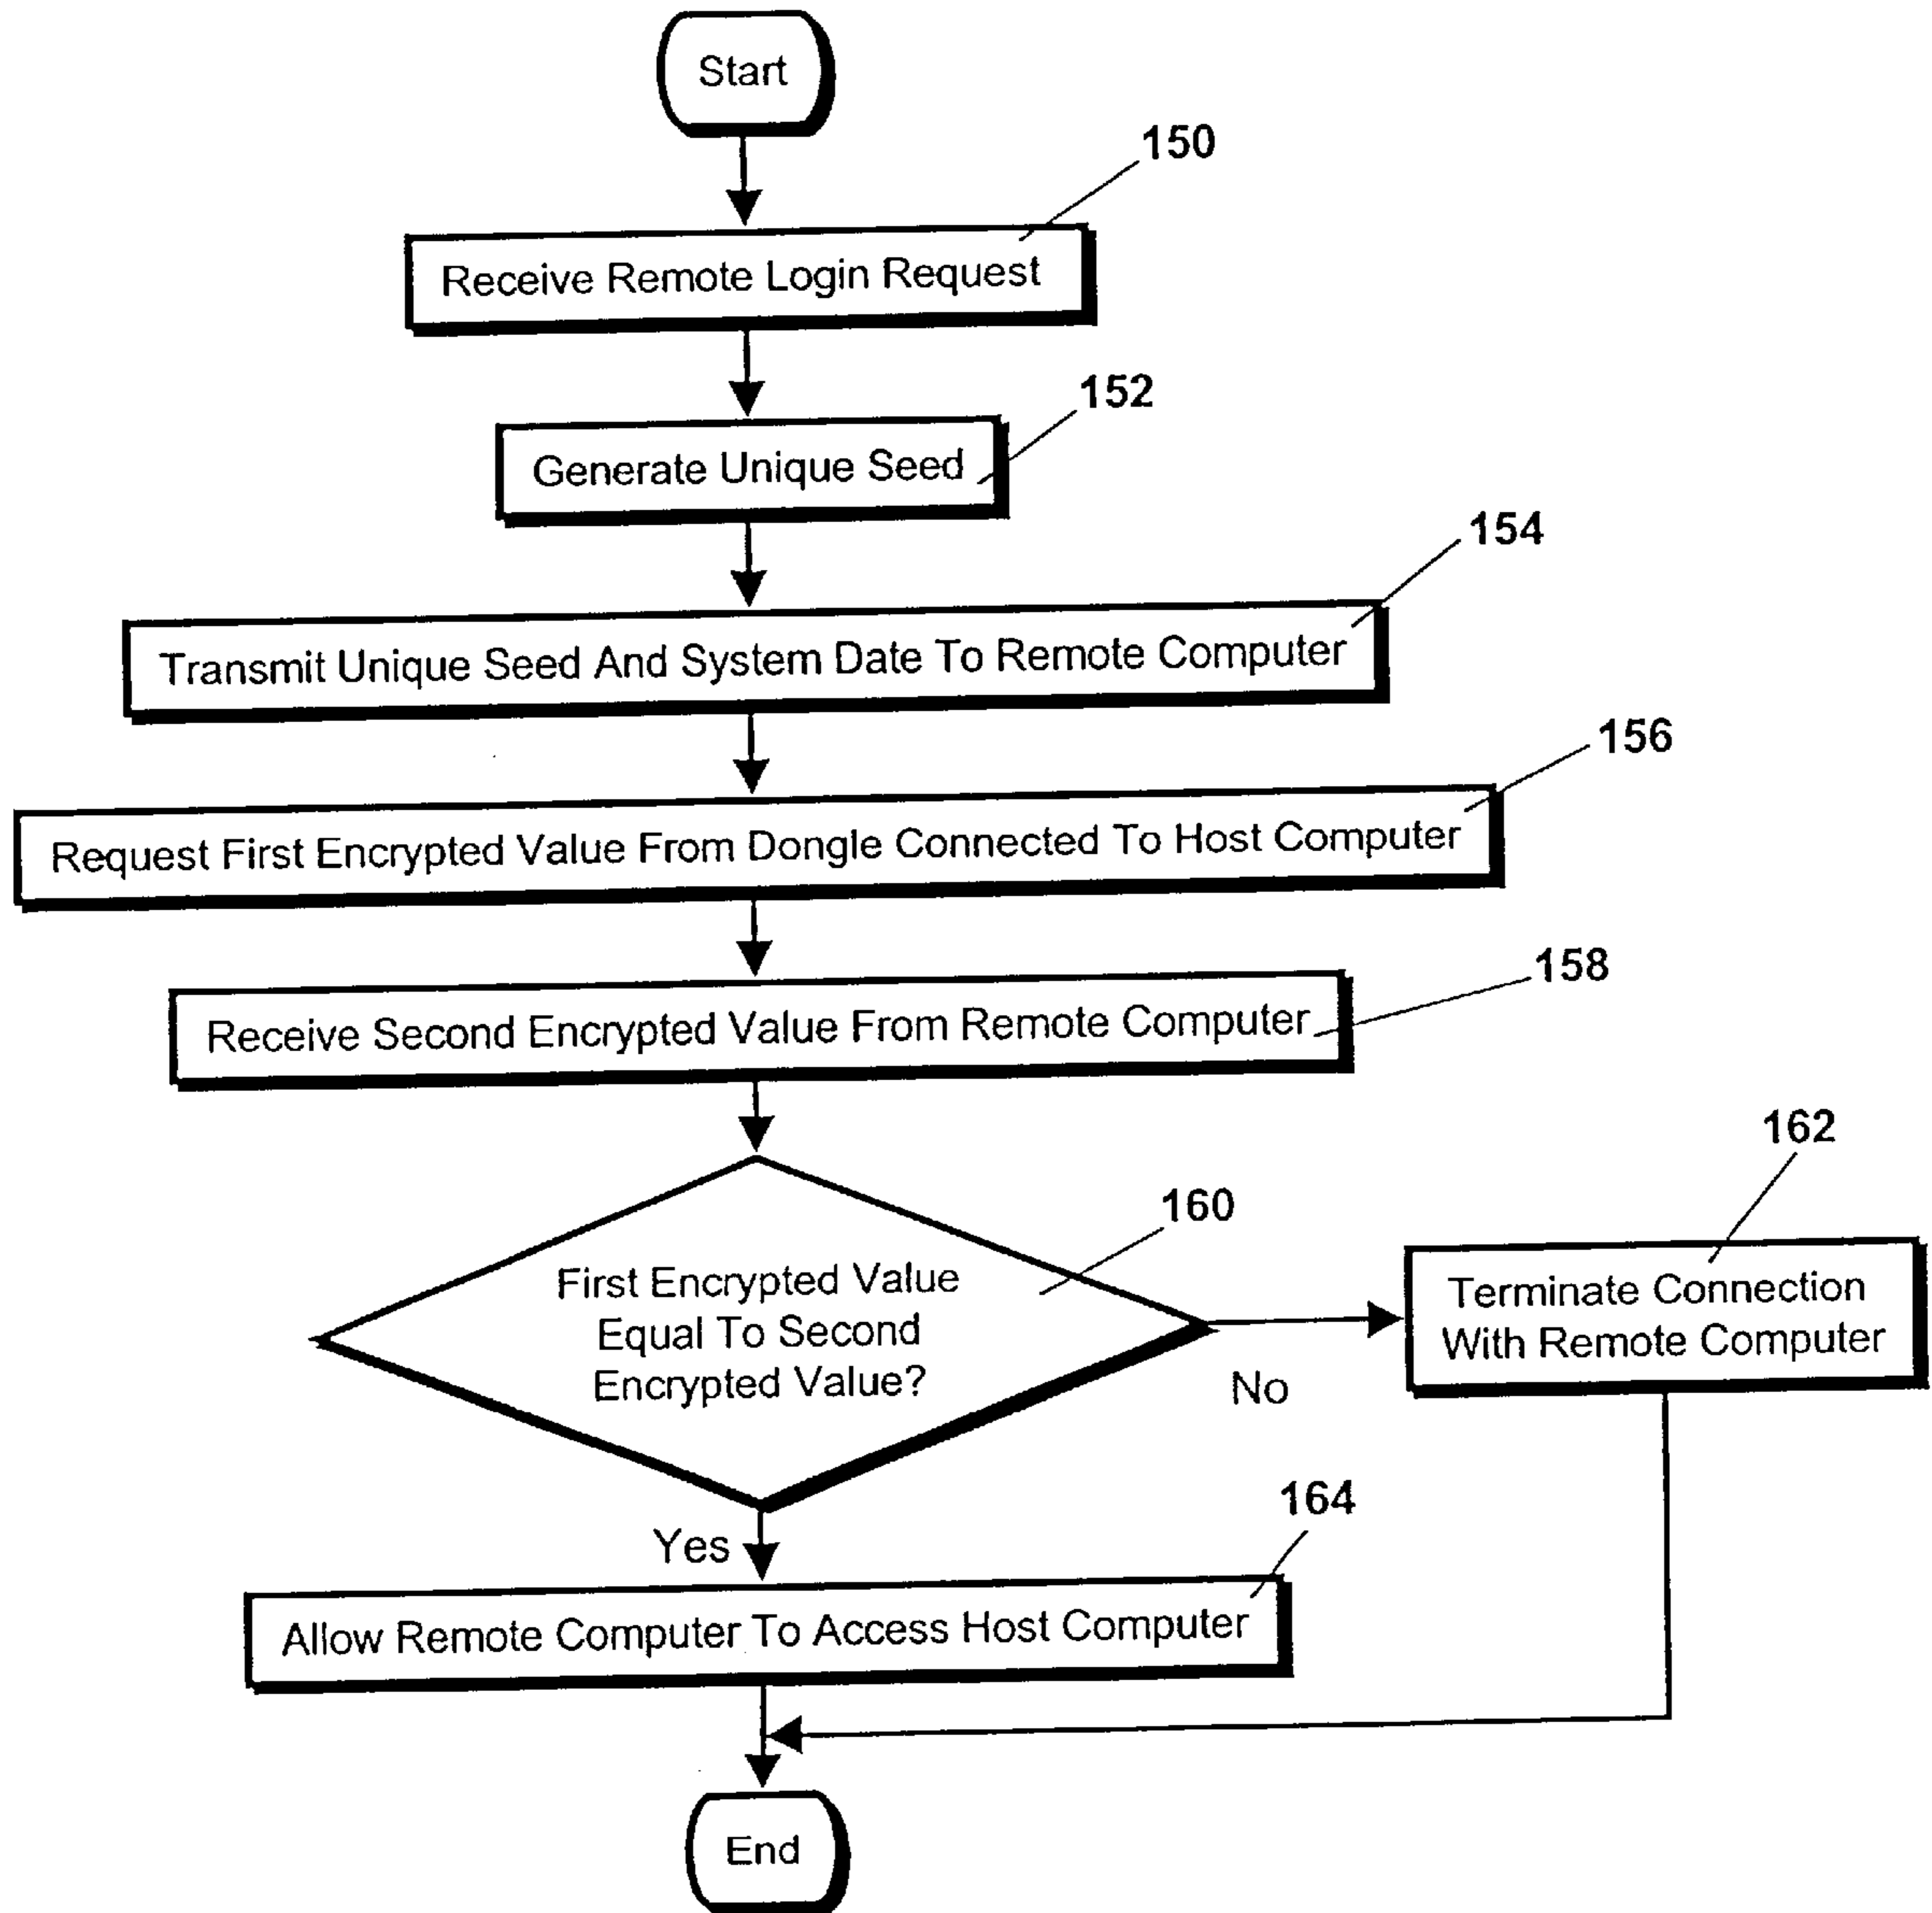 Start
150
Receive Remote Login Request
152
Generate Unique Seed
154
Transmit Unique Seed And System Date To Remote Computer
156
Request First Encrypted Value From Dongle Connected To Host Computer
158
Receive Second Encrypted Value From Remote Computer
160
First Encrypted Value
Equal To Second
Encrypted Value?
No
162
Terminate Connection
With Remote Computer
Yes
164
Allow Remote Computer To Access Host Computer
End